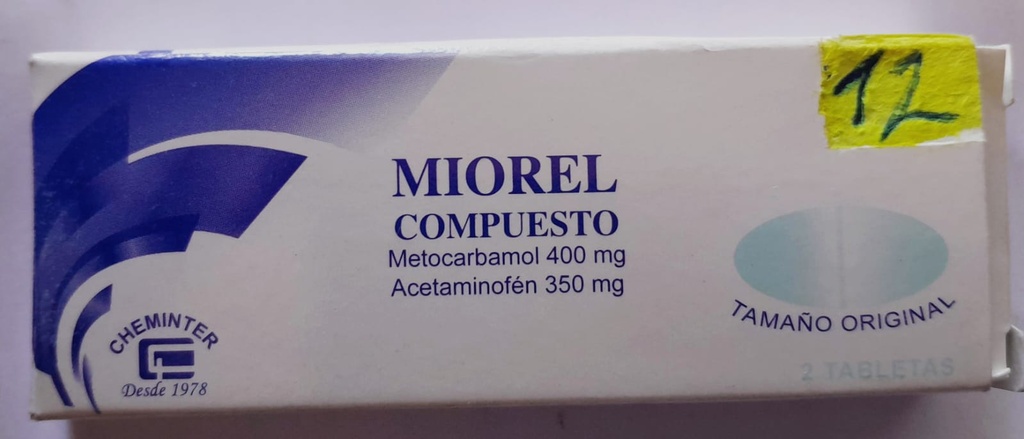 12
MIOREL
COMPUESTO
Metocarbamol 400 mg
Acetaminofén 350 mg
TAMAÑO ORIGINAL
2 TABLETAS
CHEMINTER
Desde 1978